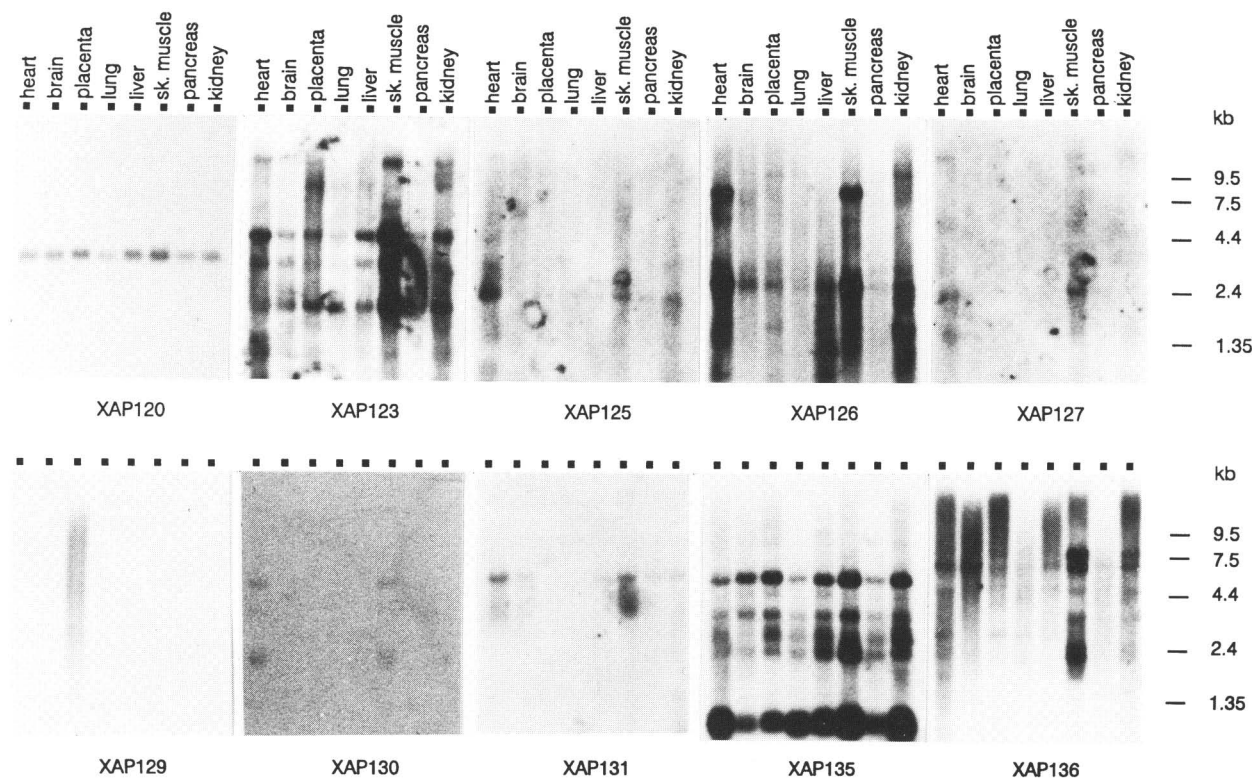 heart brain placenta lung liver sk. muscle pancreas kidney heart brain placenta lung liver sk. muscle pancreas kidney heart brain placenta lung liver sk. muscle pancreas kidney heart brain placenta lung liver sk. muscle pancreas kidney heart brain placenta lung liver sk. muscle pancreas kidney
kb
9.5
7.5
4.4
2.4
1.35
XAP120 XAP123 XAP125 XAP126 XAP127
kb
9.5
7.5
4.4
2.4
1.35
XAP129 XAP130 XAP131 XAP135 XAP136